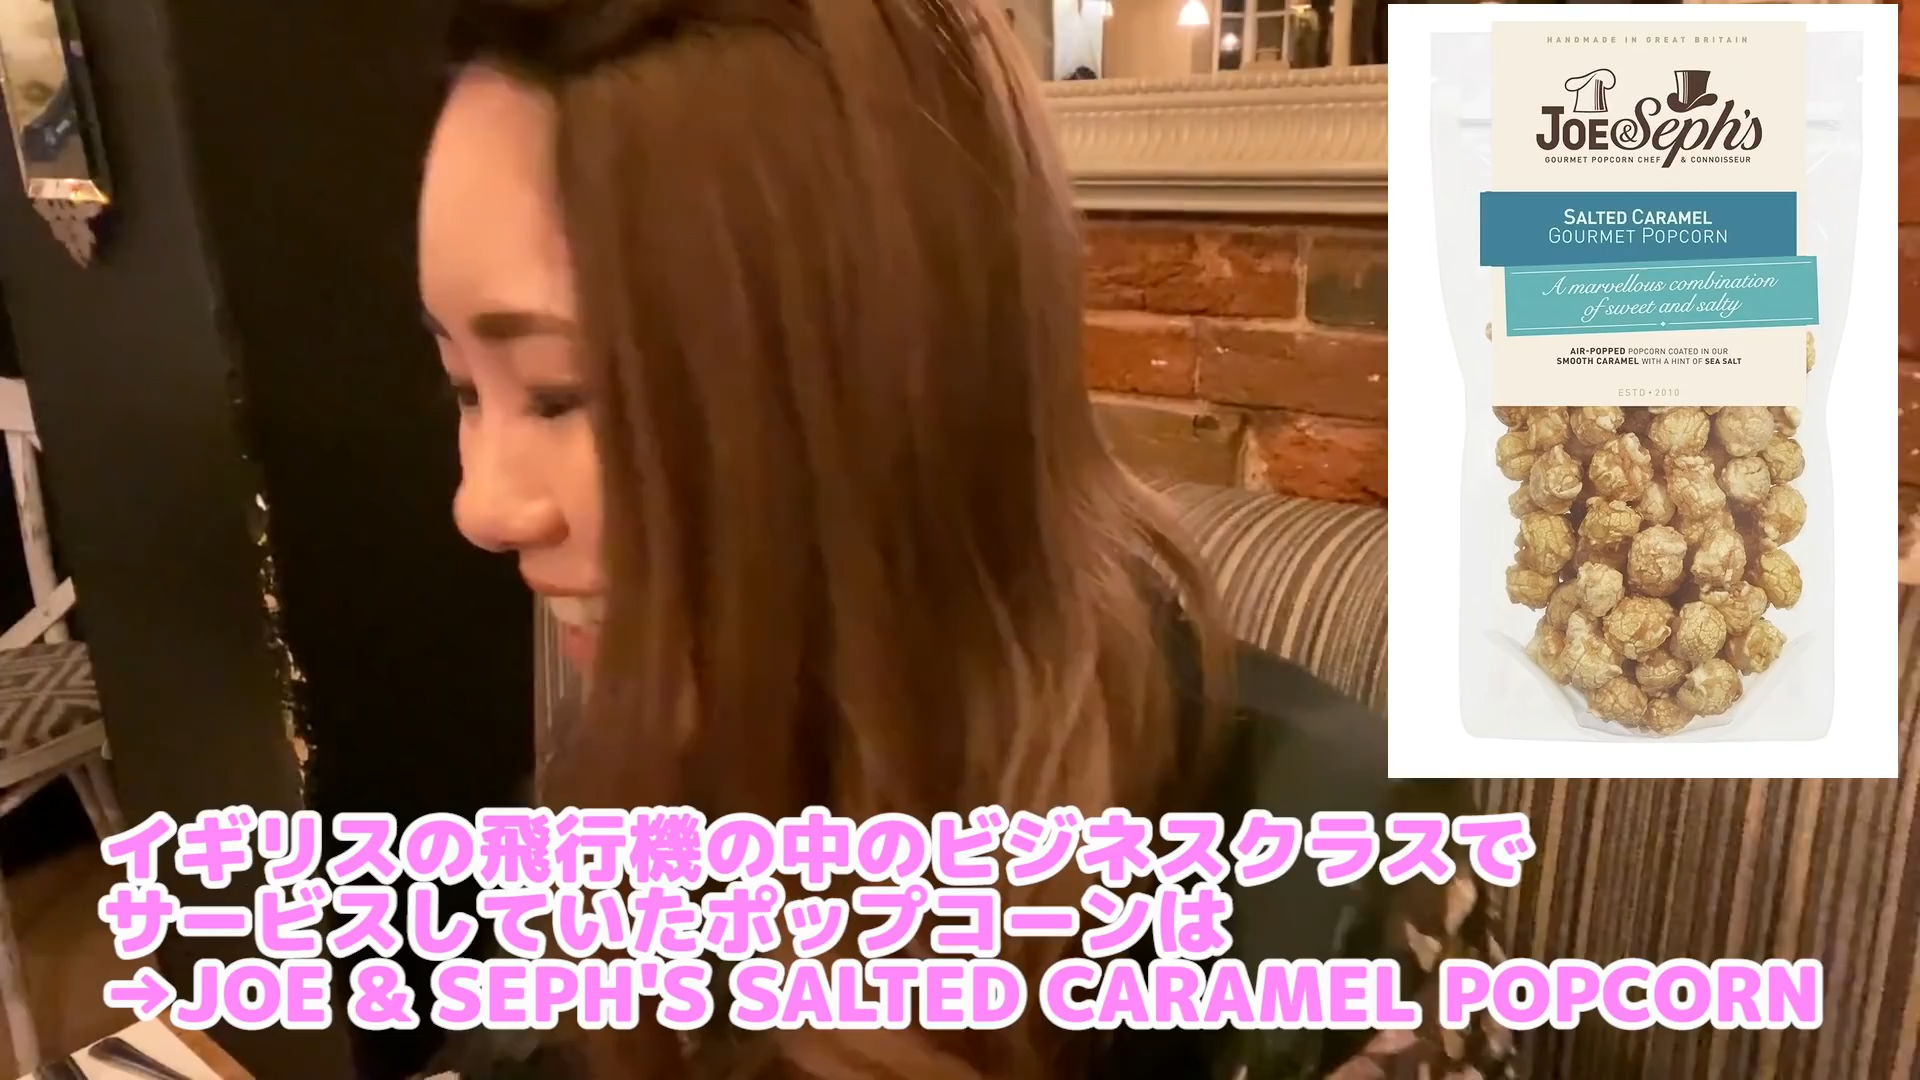 HANDMADE IN GREAT BRITAIN
JOE & Seph's
GOURMET POPCORN CHEF & CONNOISSEUR
SALTED CARAMEL
GOURMET POPCORN
A marvellous combination
of sweet and salty
AIR-POPPED POPCORN COATED IN OUR
SMOOTH CARAMEL WITH A HINT OF SEA SALT
ESTD • 2010
イギリスの飛行機の中のビジネスクラスで
サービスしていたポップコーンは
→JOE & SEPH'S SALTED CARAMEL POPCORN